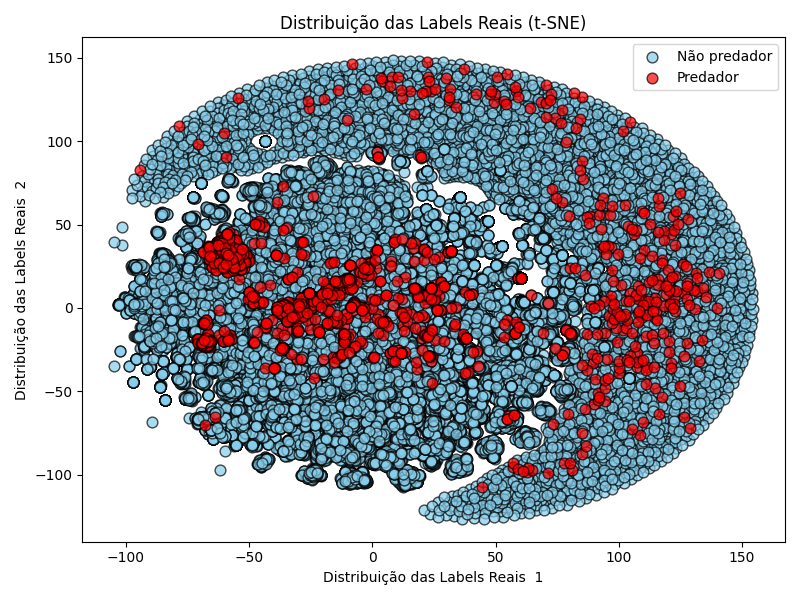 Distribuição das Labels Reais (t-SNE)
Não predador
Predador
150
100
50
0
−50
−100
Distribuição das Labels Reais  2
−100
−50
0
50
100
150
Distribuição das Labels Reais  1